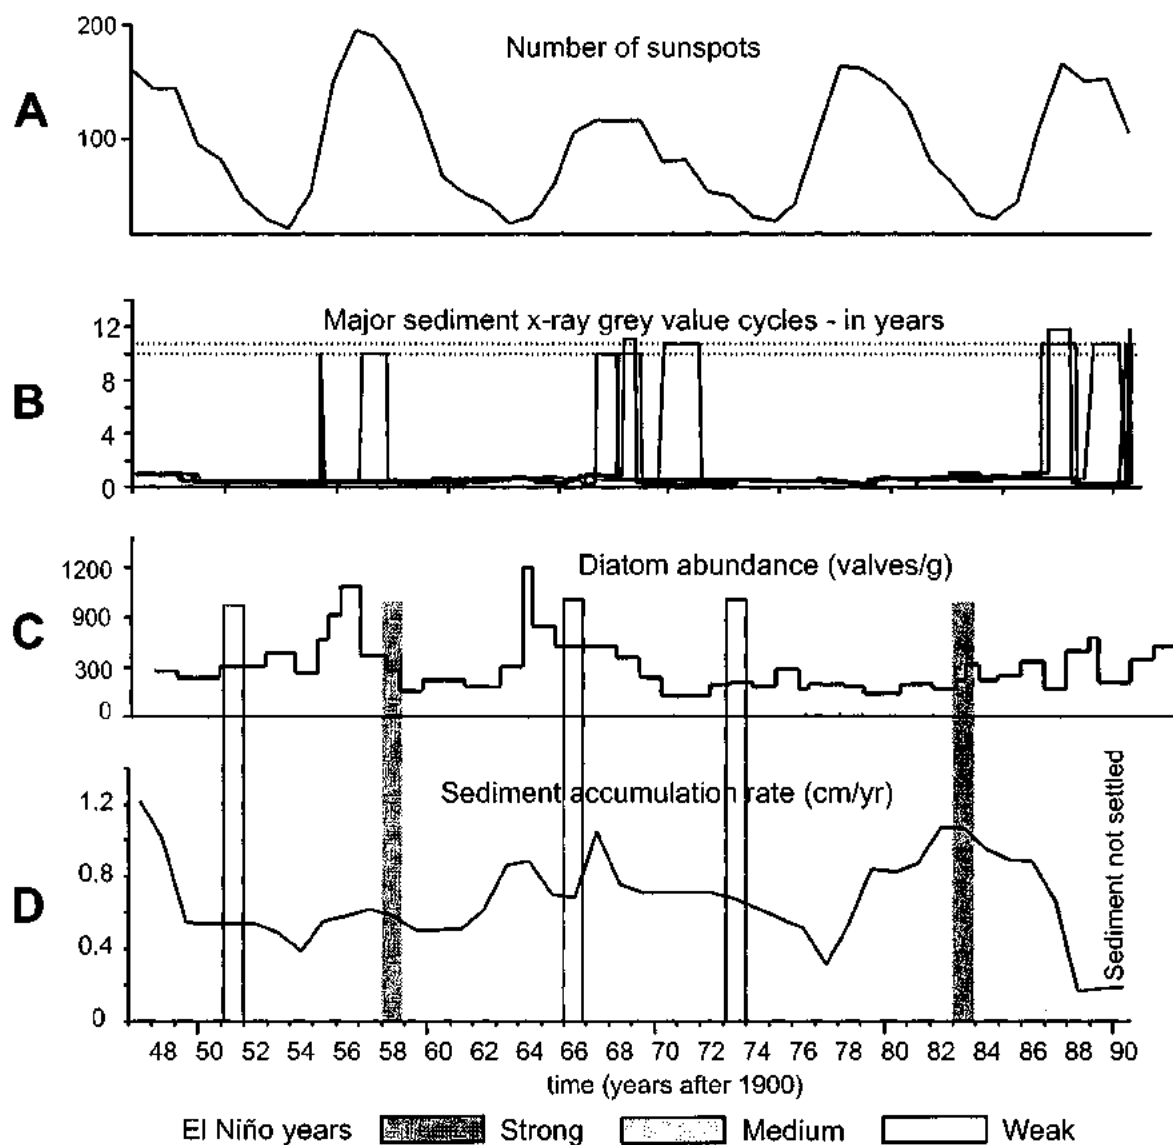 200
Number of sunspots
A
100
Major sediment x-ray grey value cycles - in years
12
8
B
4
0
Diatom abundance (valves/g)
1200
900
C
300
0
Sediment accumulation rate (cm/yr)
1.2
0.8
D
0.4
0
Sediment not settled
48 50 52 54 56 58 60 62 64 66 68 70 72 74 76 78 80 82 84 86 88 90
time (years after 1900)
El Niño years Strong Medium Weak